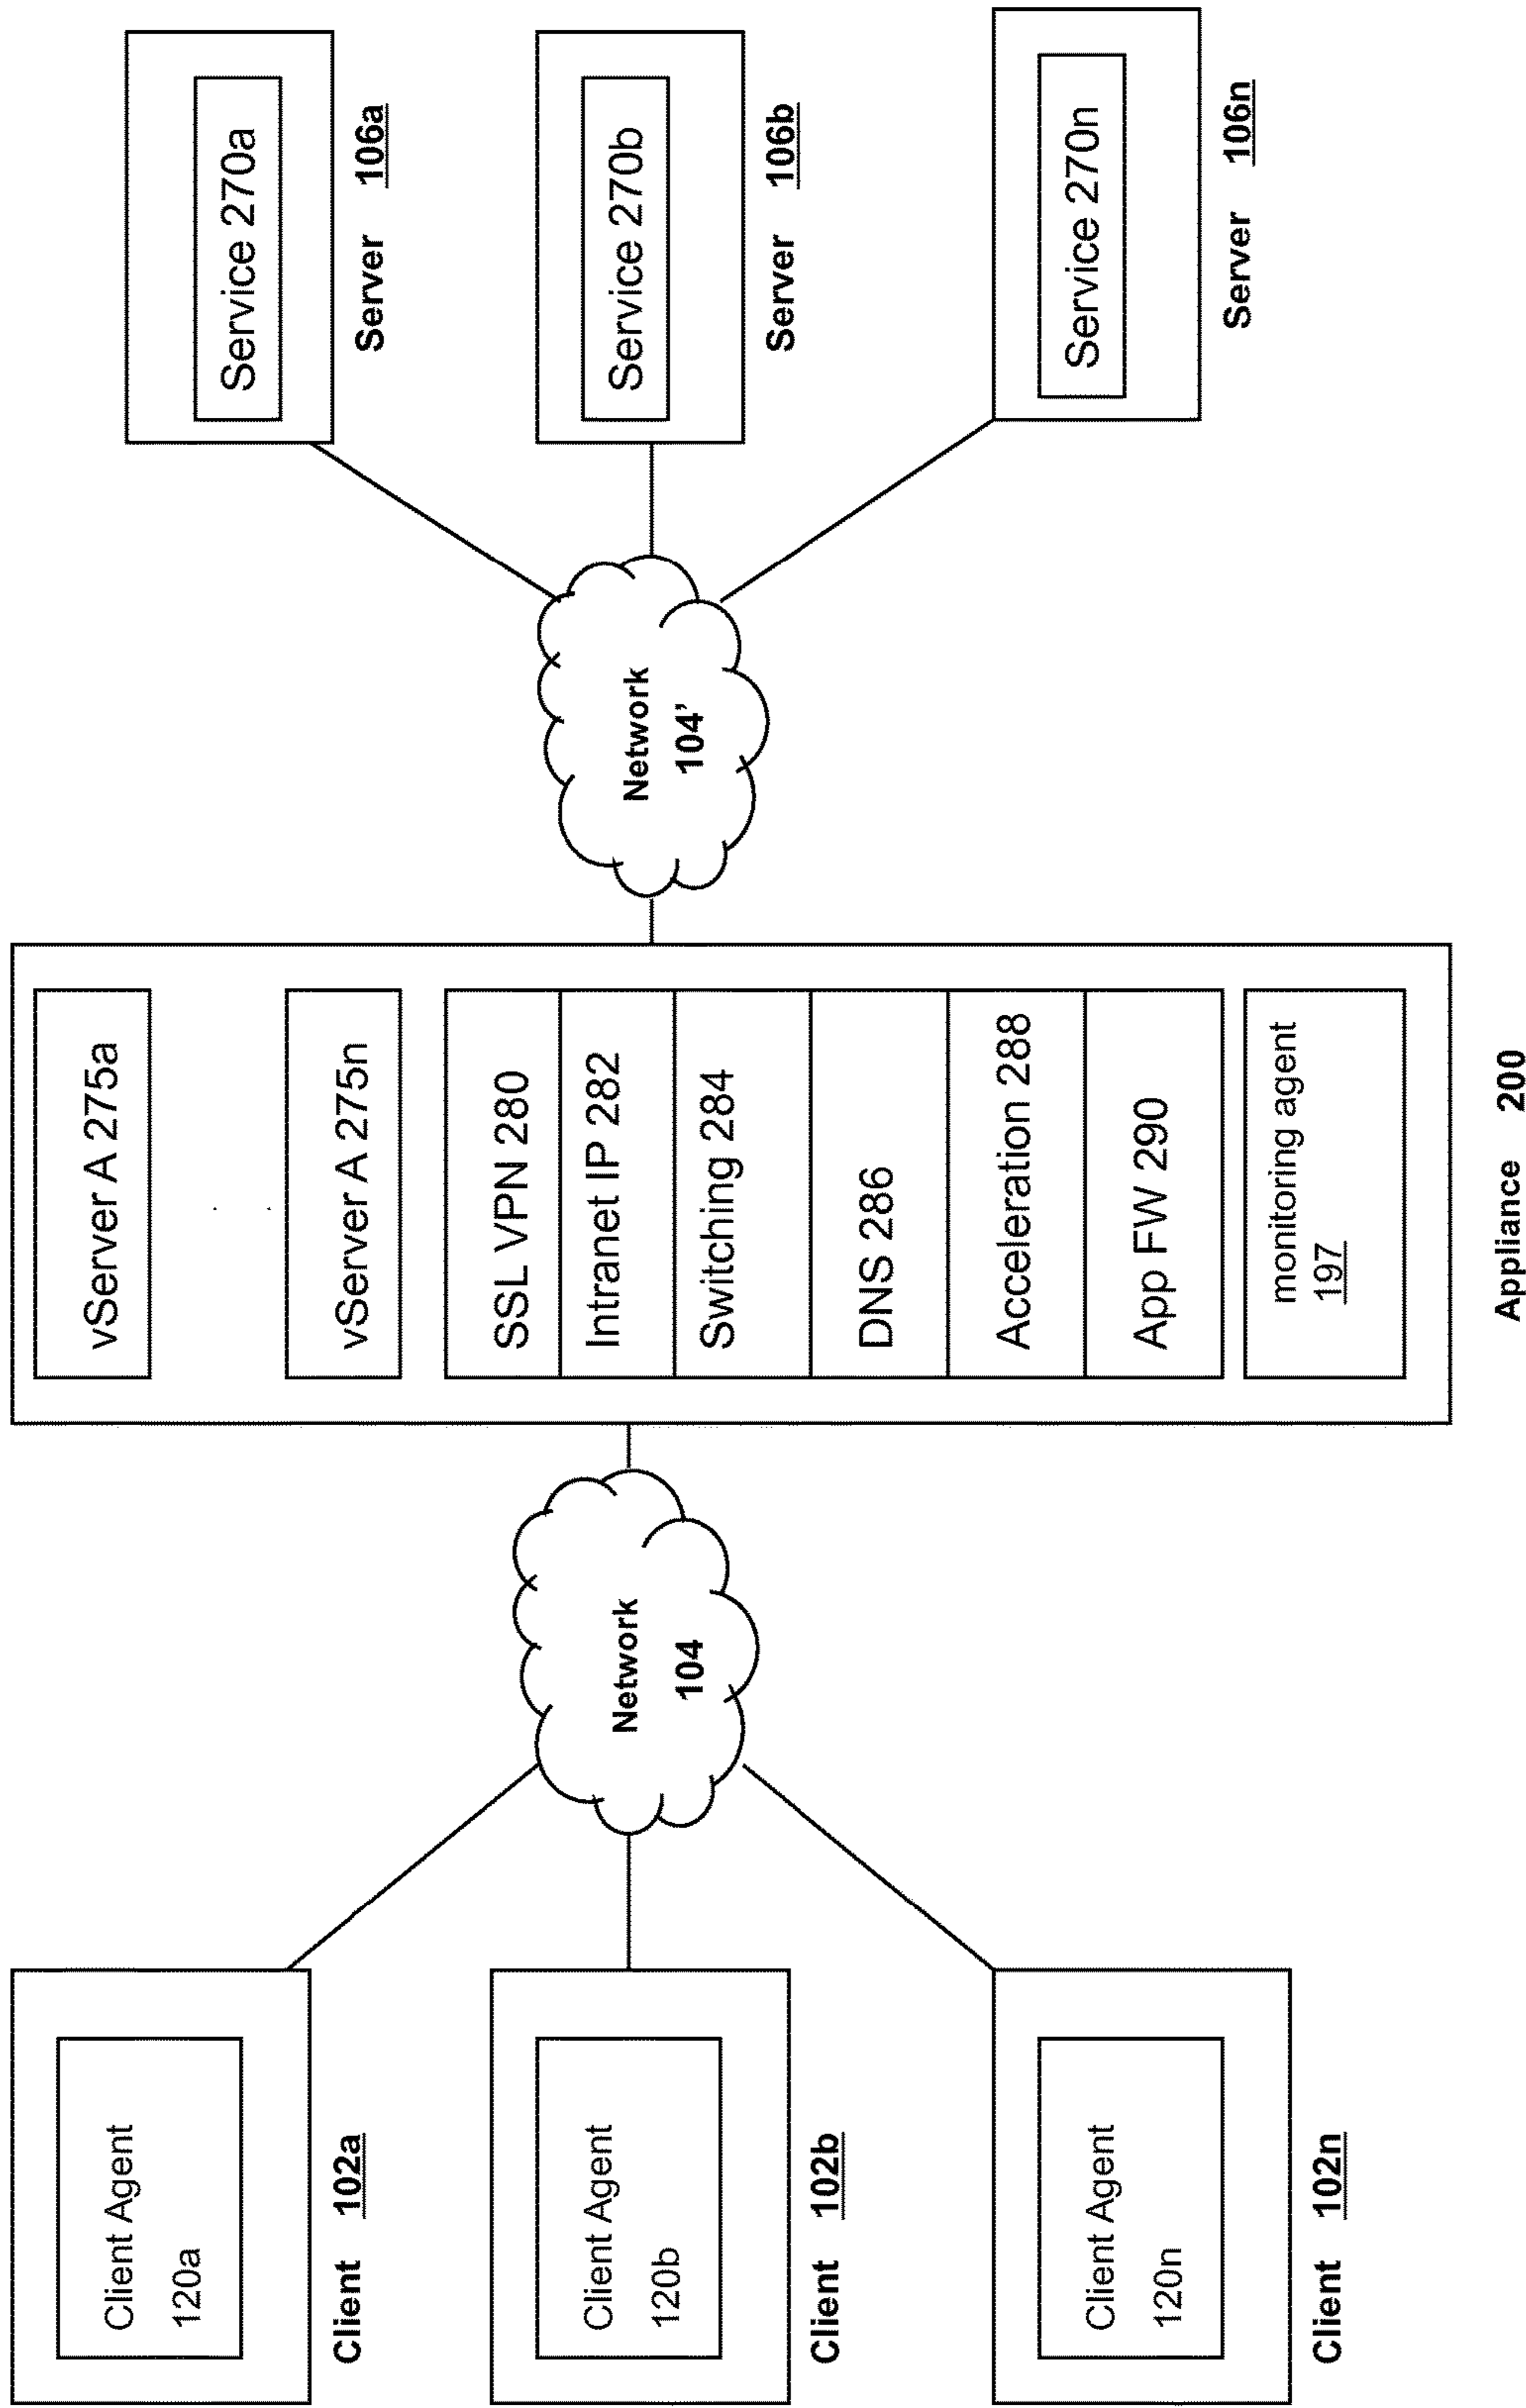 Client Agent
120a
Client 102a
Client Agent
120b
Client 102b
Client Agent
120n
Client 102n
Network
104
vServer A 275a
vServer A 275n
SSL VPN 280
Intranet IP 282
Switching 284
DNS 286
Acceleration 288
App FW 290
monitoring agent
197
Appliance 200
Network
104'
Service 270a
Server 106a
Service 270b
Server 106b
Service 270n
Server 106n